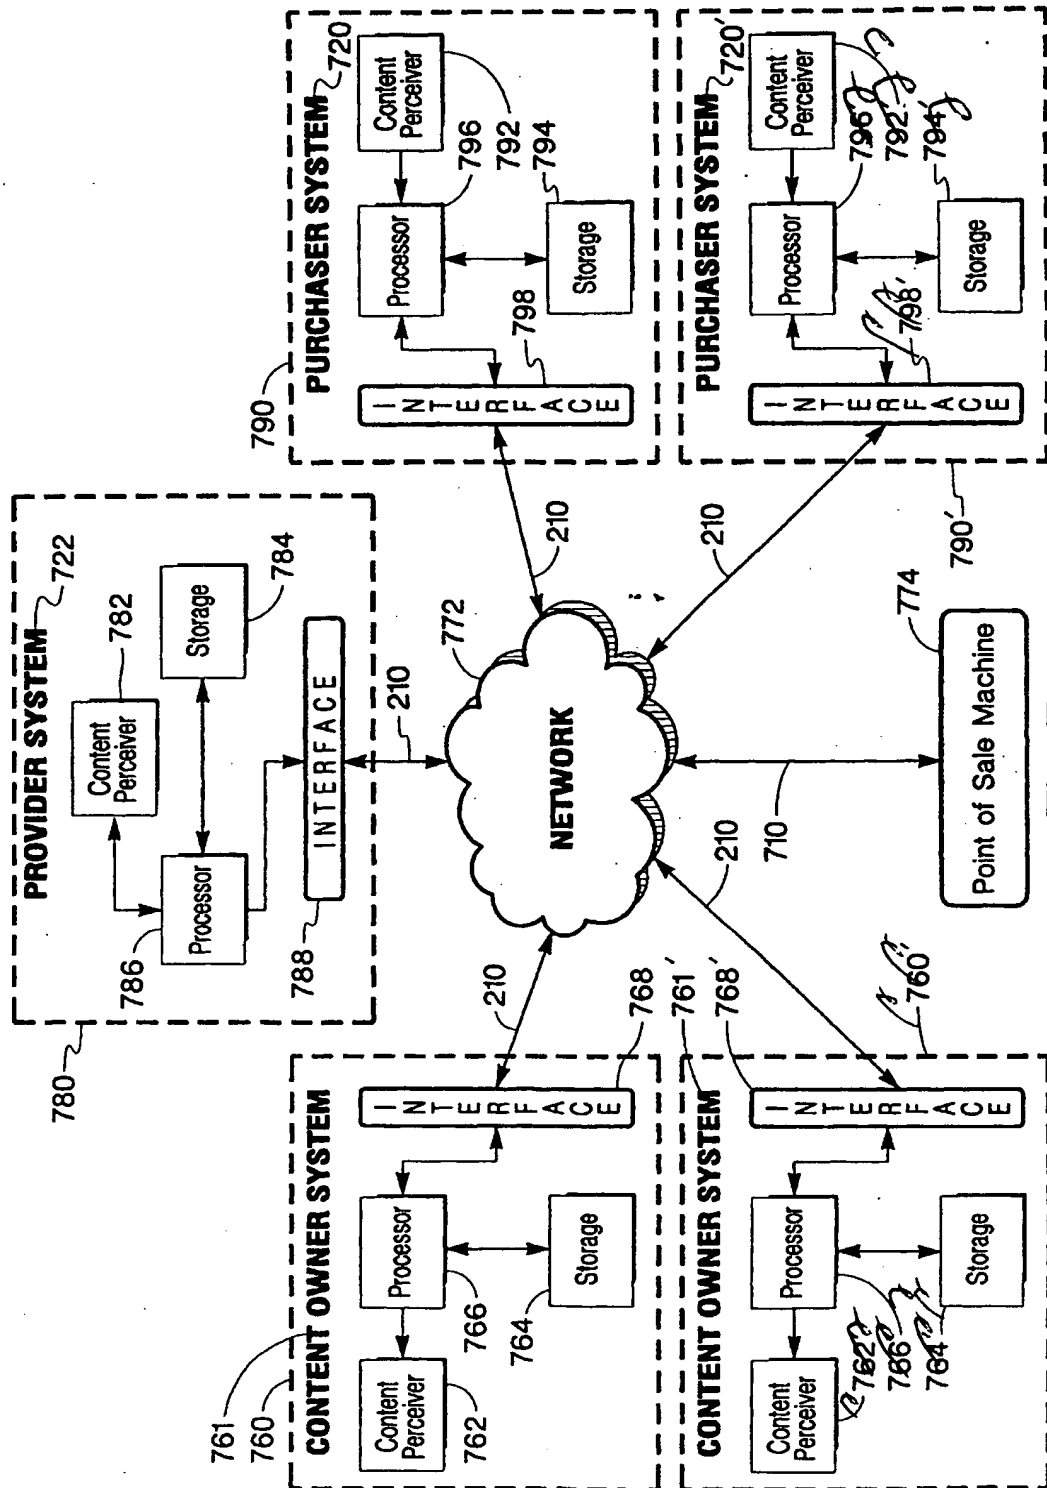 780
PROVIDER SYSTEM 722
Content
Perceiver
782
Processor
786
Storage
784
INTERFACE
788
210
761
760
CONTENT OWNER SYSTEM
Content
Perceiver
762
Processor
766
Storage
764
INTERFACE
768
210
NETWORK
772
790
PURCHASER SYSTEM 720
INTERFACE
798
Processor
796
Content
Perceiver
792
Storage
794
210
CONTENT OWNER SYSTEM
761'
Content
Perceiver
762'
Processor
766'
Storage
764'
INTERFACE
768'
760'
210
710
Point of Sale Machine
774
210
790'
PURCHASER SYSTEM 720'
INTERFACE
798'
Processor
796'
Content
Perceiver
792'
Storage
794'